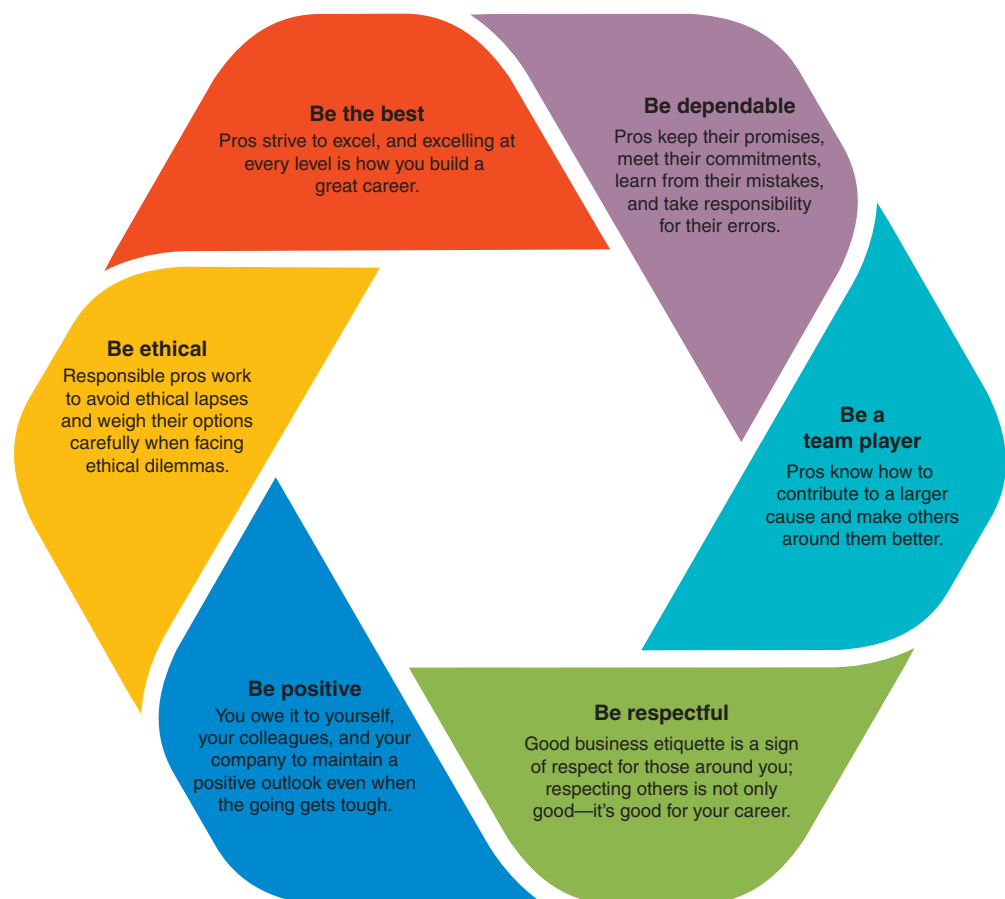 Be the best
Pros strive to excel, and excelling at
every level is how you build a
great career.
Be dependable
Pros keep their promises,
meet their commitments,
learn from their mistakes,
and take responsibility
for their errors.
Be a
team player
Pros know how to
contribute to a larger
cause and make others
around them better.
Be respectful
Good business etiquette is a sign
of respect for those around you;
respecting others is not only
good—it’s good for your career.
Be positive
You owe it to yourself,
your colleagues, and your
company to maintain a
positive outlook even when
the going gets tough.
Be ethical
Responsible pros work
to avoid ethical lapses
and weigh their options
carefully when facing
ethical dilemmas.